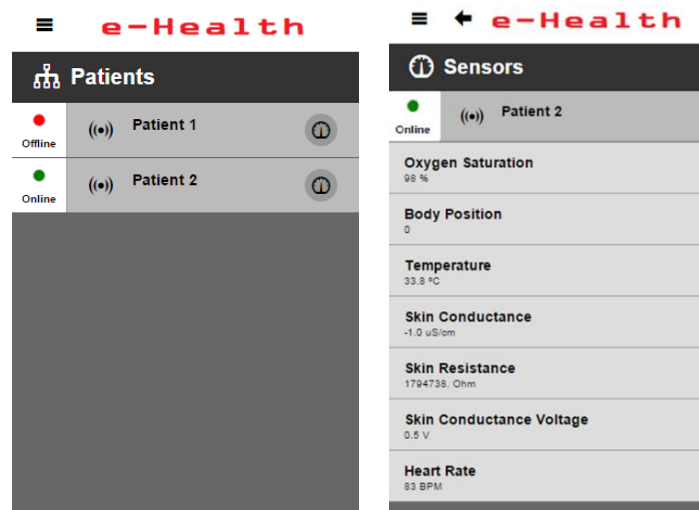 e-Health
Patients
Patient 1
Offline
Patient 2
Online
e-Health
Sensors
Patient 2
Online
Oxygen Saturation
98 %
Body Position
0
Temperature
33.8 ºC
Skin Conductance
-1.0 uS/cm
Skin Resistance
1794738. Ohm
Skin Conductance Voltage
0.5 V
Heart Rate
83 BPM